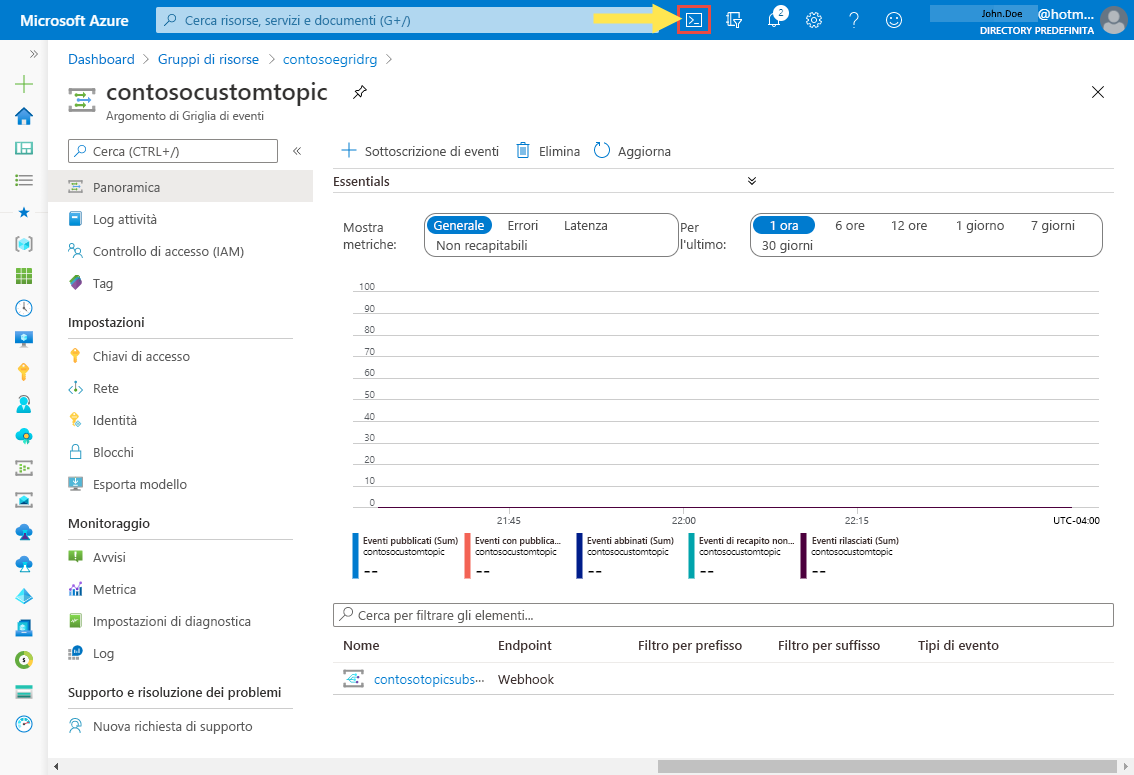 Microsoft Azure
Cerca risorse, servizi e documenti (G+/)
2
John.Doe @hotm...
DIRECTORY PREDEFINITA
Dashboard > Gruppi di risorse > contosoegridrg >
contosocustomtopic
Argomento di Griglia di eventi
Cerca (CTRL+/)
Panoramica
Log attività
Controllo di accesso (IAM)
Tag
Impostazioni
Chiavi di accesso
Rete
Identità
Blocchi
Esporta modello
Monitoraggio
Avvisi
Metrica
Impostazioni di diagnostica
Log
Supporto e risoluzione dei problemi
Nuova richiesta di supporto
Sottoscrizione di eventi Elimina Aggiorna
Essentials
Mostra metriche:
Generale Errori Latenza
Non recapitabili
Per l'ultimo:
1 ora 6 ore 12 ore 1 giorno 7 giorni
30 giorni
100
90
80
70
60
50
40
30
20
10
0
21:45 22:00 22:15 UTC-04:00
Eventi pubblicati (Sum)
contosocustomtopic
--
Eventi con pubblica...
contosocustomtopic
--
Eventi abbinati (Sum)
contosocustomtopic
--
Eventi di recapito non...
contosocustomtopic
--
Eventi rilasciati (Sum)
contosocustomtopic
--
Cerca per filtrare gli elementi...
Nome Endpoint Filtro per prefisso Filtro per suffisso Tipi di evento
contosotopicsubs··· Webhook